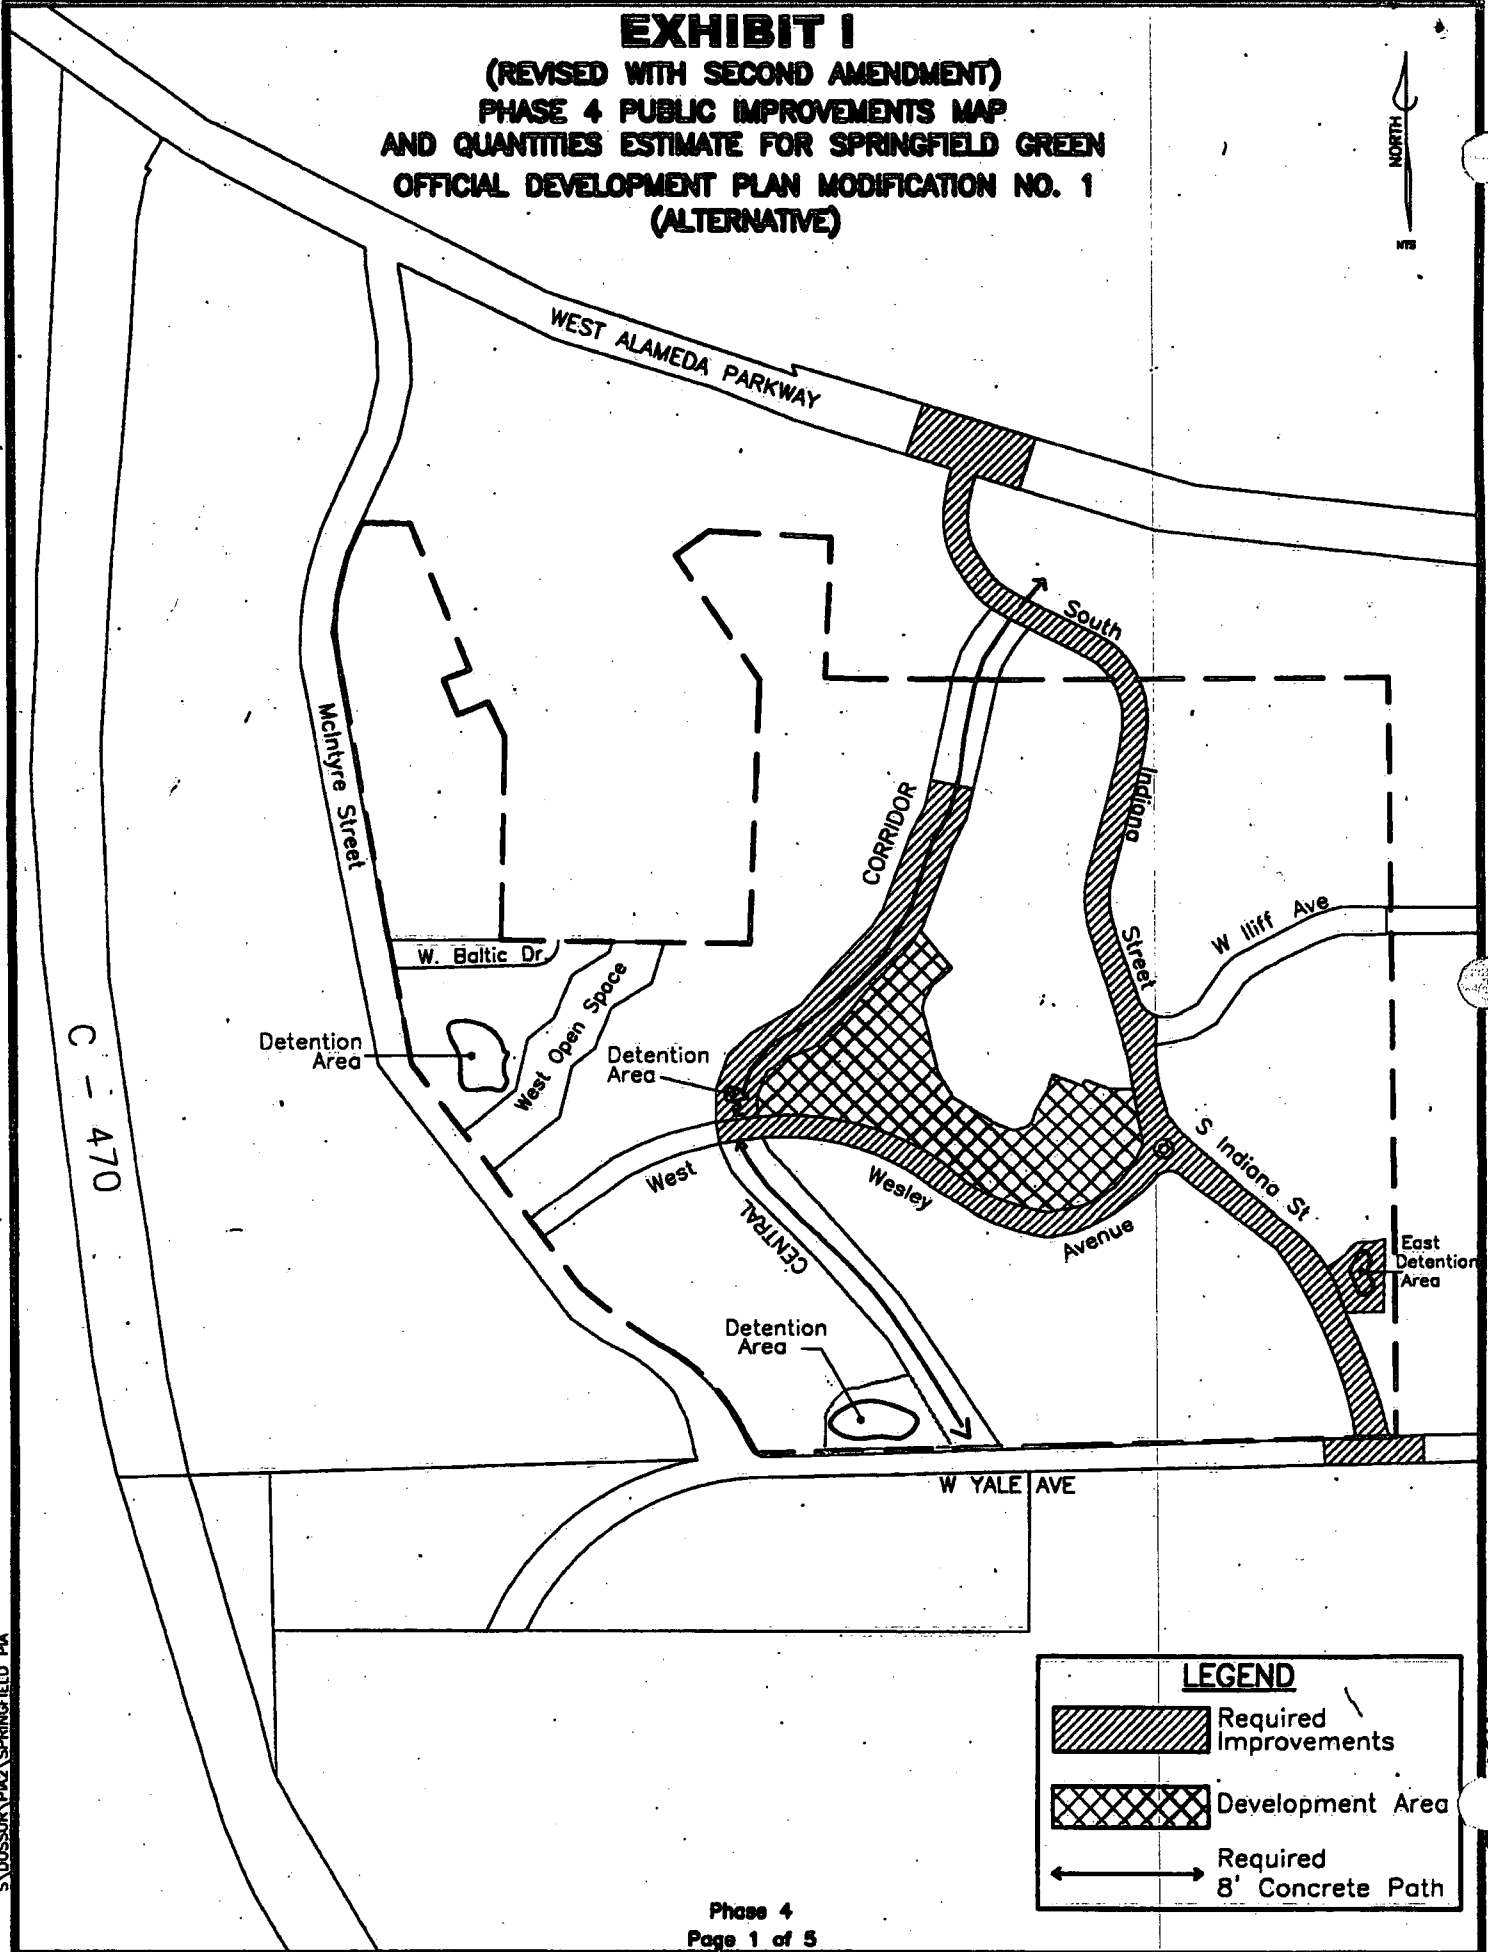 EXHIBIT I
(REVISED WITH SECOND AMENDMENT)
PHASE 4 PUBLIC IMPROVEMENTS MAP
AND QUANTITIES ESTIMATE FOR SPRINGFIELD GREEN
OFFICIAL DEVELOPMENT PLAN MODIFICATION NO. 1
(ALTERNATIVE)
NORTH
NTS
WEST ALAMEDA PARKWAY
South
Indiana
Street
McIntyre Street
CORRIDOR
W Iliff Ave
W. Baltic Dr.
West Open Space
Detention
Area
Detention
Area
C - 470
S Indiana St
West
Wesley
Avenue
CENTRAL
East
Detention
Area
Detention
Area
W YALE AVE
LEGEND
Required
Improvements
Development Area
Required
8' Concrete Path
Phase 4
Page 1 of 5